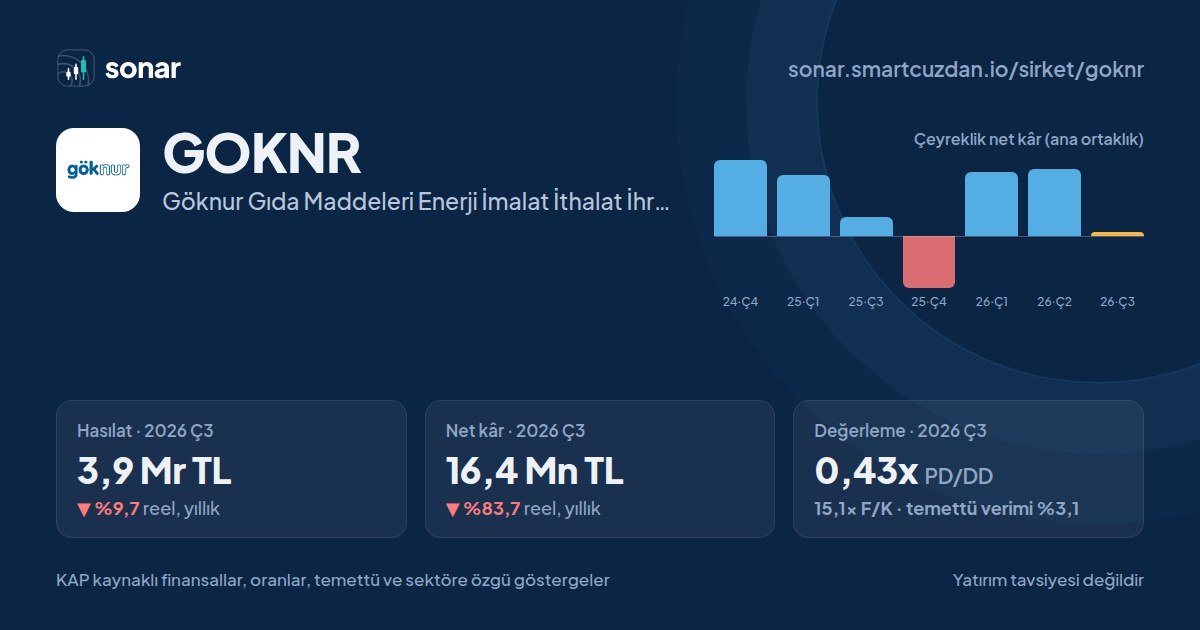 sonar
sonar.smartcuzdan.io/sirket/goknr
göknur
GOKNR
Göknur Gıda Maddeleri Enerji İmalat İthalat İhr...
Çeyreklik net kâr (ana ortaklık)
24·Ç4 25·Ç1 25·Ç3 25·Ç4 26·Ç1 26·Ç2 26·Ç3
Hasılat · 2026 Ç3
3,9 Mr TL
▼ %9,7 reel, yıllık
Net kâr · 2026 Ç3
16,4 Mn TL
▼ %83,7 reel, yıllık
Değerleme · 2026 Ç3
0,43x PD/DD
15,1x F/K · temettü verimi %3,1
KAP kaynaklı finansallar, oranlar, temettü ve sektöre özgü göstergeler
Yatırım tavsiyesi değildir